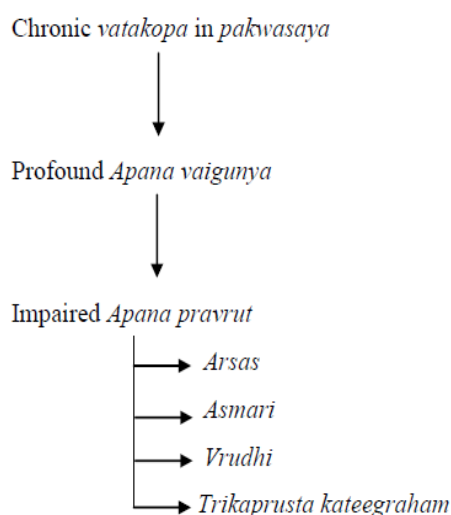 Chronic vatakopa in pakwasaya
Profound Apana vaigunya
Impaired Apana pravrut
Arsas
Asmari
Vrudhi
Trikaprusta kateegraham